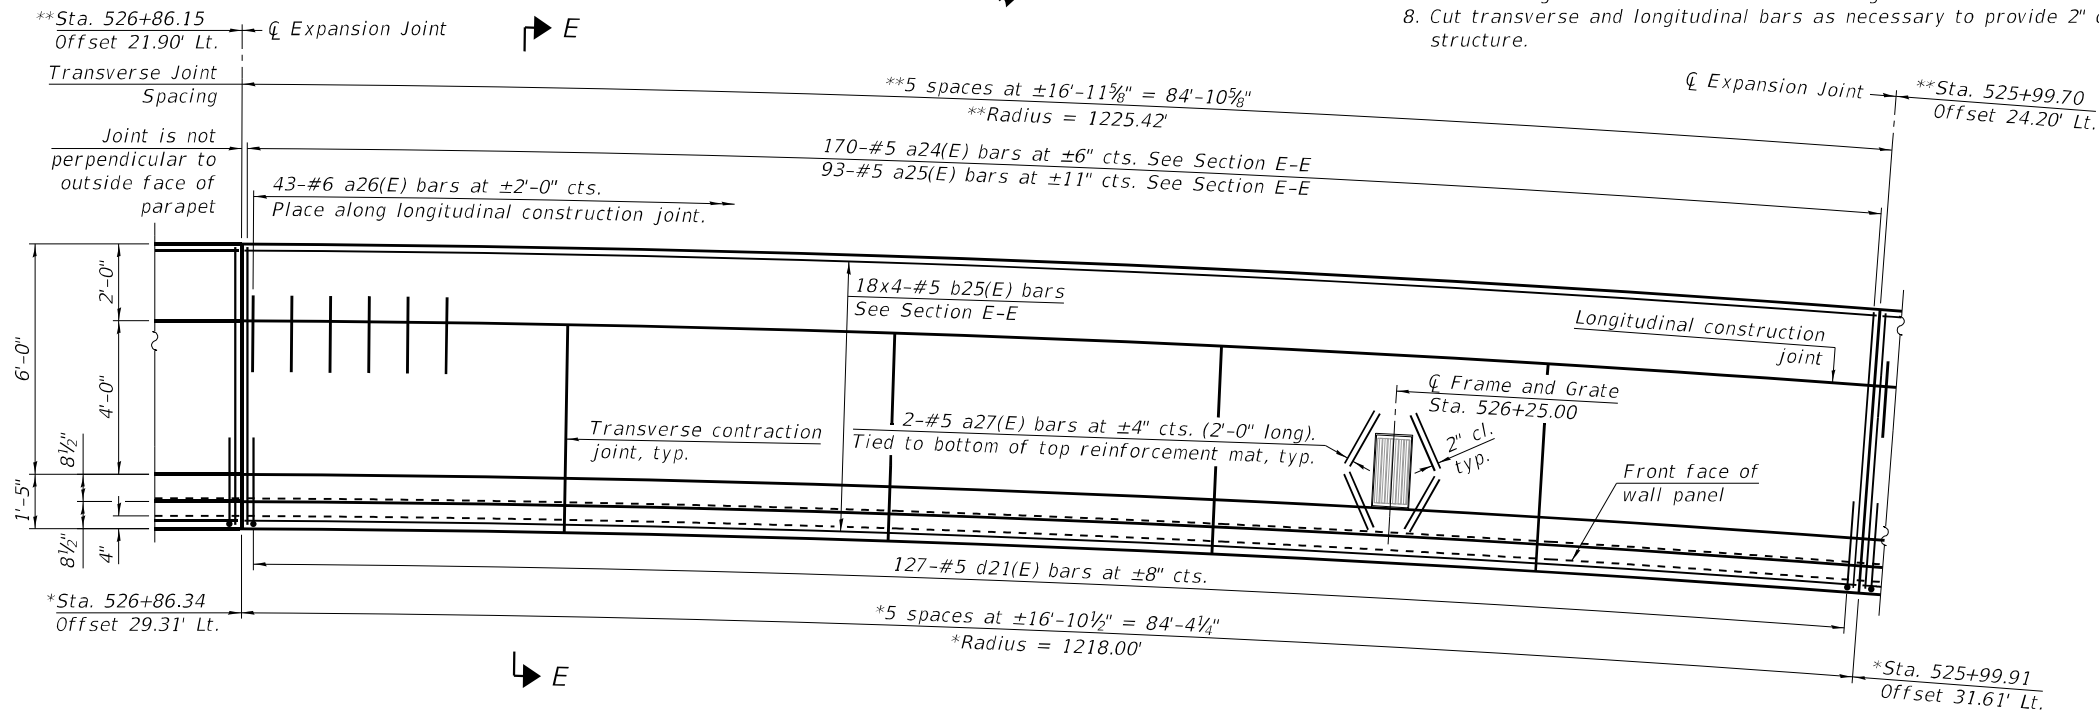 8. Cut transverse and longitudinal bars as necessary to provide 2"
structure.
**Sta. 526+86.15
Offset 21.90' Lt.
℄ Expansion Joint
E
Transverse Joint
Spacing
**5 spaces at ±16'-11⅝" = 84'-10⅝"
**Radius = 1225.42'
℄ Expansion Joint
**Sta. 525+99.70
Offset 24.20' Lt.
Joint is not
perpendicular to
outside face of
parapet
170-#5 a24(E) bars at ±6" cts. See Section E-E
93-#5 a25(E) bars at ±11" cts. See Section E-E
43-#6 a26(E) bars at ±2'-0" cts.
Place along longitudinal construction joint.
2'-0"
6'-0"
4'-0"
8½"
1'-5"
8½"
4"
18x4-#5 b25(E) bars
See Section E-E
Longitudinal construction
joint
℄ Frame and Grate
Sta. 526+25.00
Transverse contraction
joint, typ.
2-#5 a27(E) bars at ±4" cts. (2'-0" long).
Tied to bottom of top reinforcement mat, typ.
2" cl.
typ.
Front face of
wall panel
127-#5 d21(E) bars at ±8" cts.
*Sta. 526+86.34
Offset 29.31' Lt.
*5 spaces at ±16'-10½" = 84'-4¼"
*Radius = 1218.00'
E
*Sta. 525+99.91
Offset 31.61' Lt.